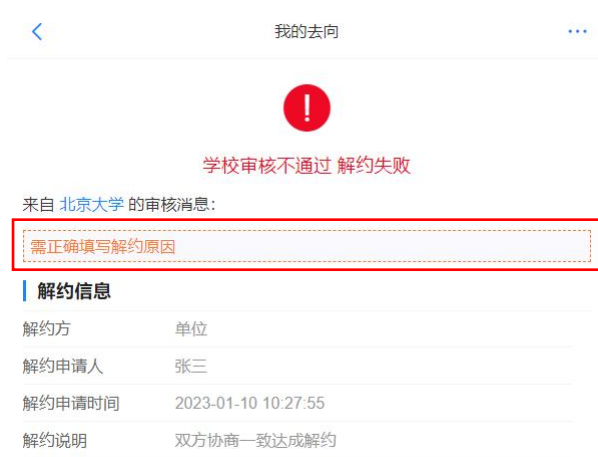 我的去向
学校审核不通过 解约失败
来自 北京大学 的审核消息：
需正确填写解约原因
解约信息
解约方 单位
解约申请人 张三
解约申请时间 2023-01-10 10:27:55
解约说明 双方协商一致达成解约